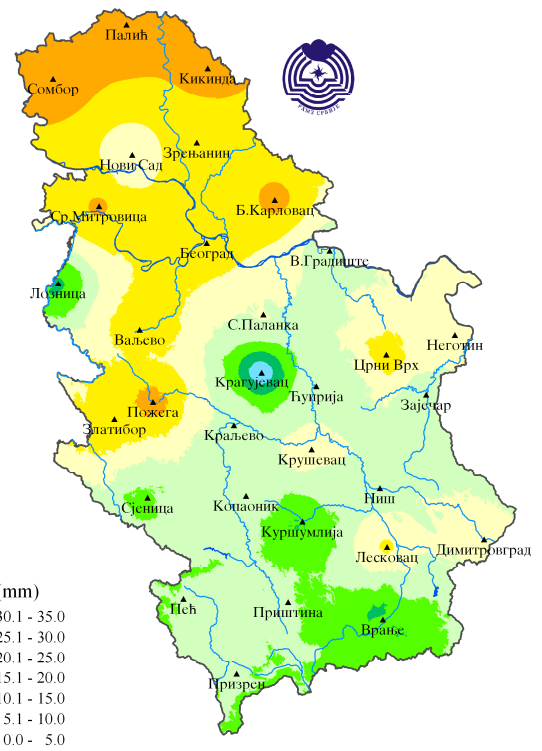 Палић
Кикинда
Сомбор
РХМЗ СРБИЈЕ
Зрењанин
Нови Сад
Ср.Митровица
Б.Карловац
Београд
В.Градиште
Лозница
С.Паланка
Ваљево
Неготин
Црни Врх
Крагујевац
Ћуприја
Пожега
Зајечар
Златибор
Краљево
Крушевац
Ниш
Сјеница
Копаоник
Куршумлија
Димитровград
Лесковац
(mm)
Пећ
Приштина
30.1 - 35.0
Врање
25.1 - 30.0
20.1 - 25.0
15.1 - 20.0
Призрен
10.1 - 15.0
5.1 - 10.0
0.0 - 5.0